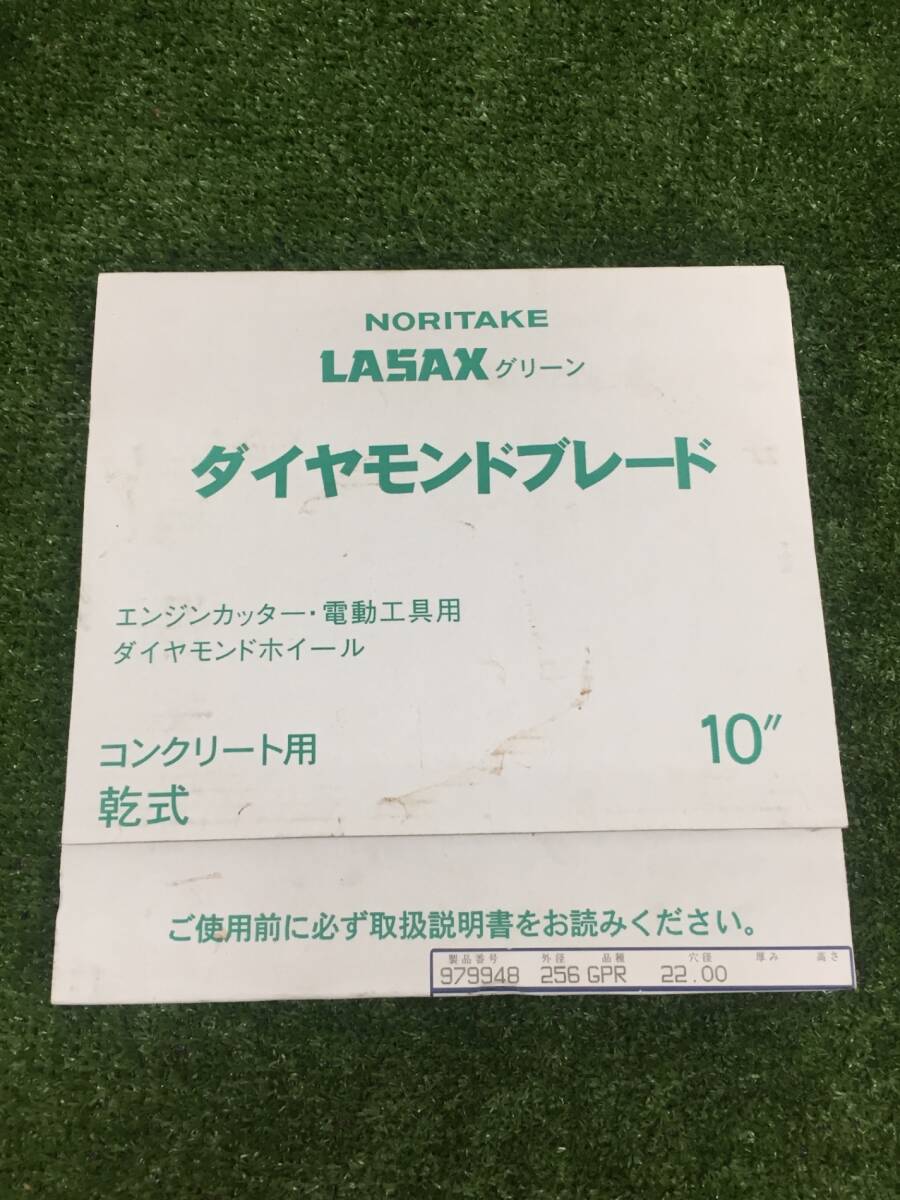 NORITAKE
LASAX グリーン
ダイヤモンドブレード
エンジンカッター・電動工具用
ダイヤモンドホイール
コンクリート用 10″
乾式
ご使用前に必ず取扱説明書をお読みください。
製品番号 外径 品種 穴径 厚み 高さ
979948 256 GPR 22.00